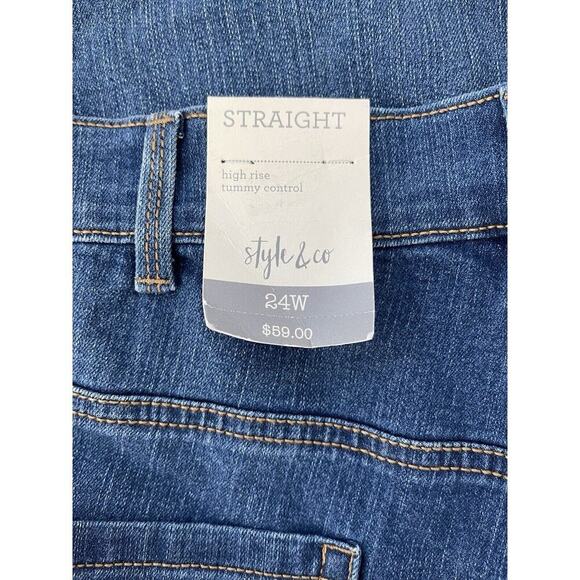 STRAIGHT
high rise
tummy control
style & co
24W
$59.00